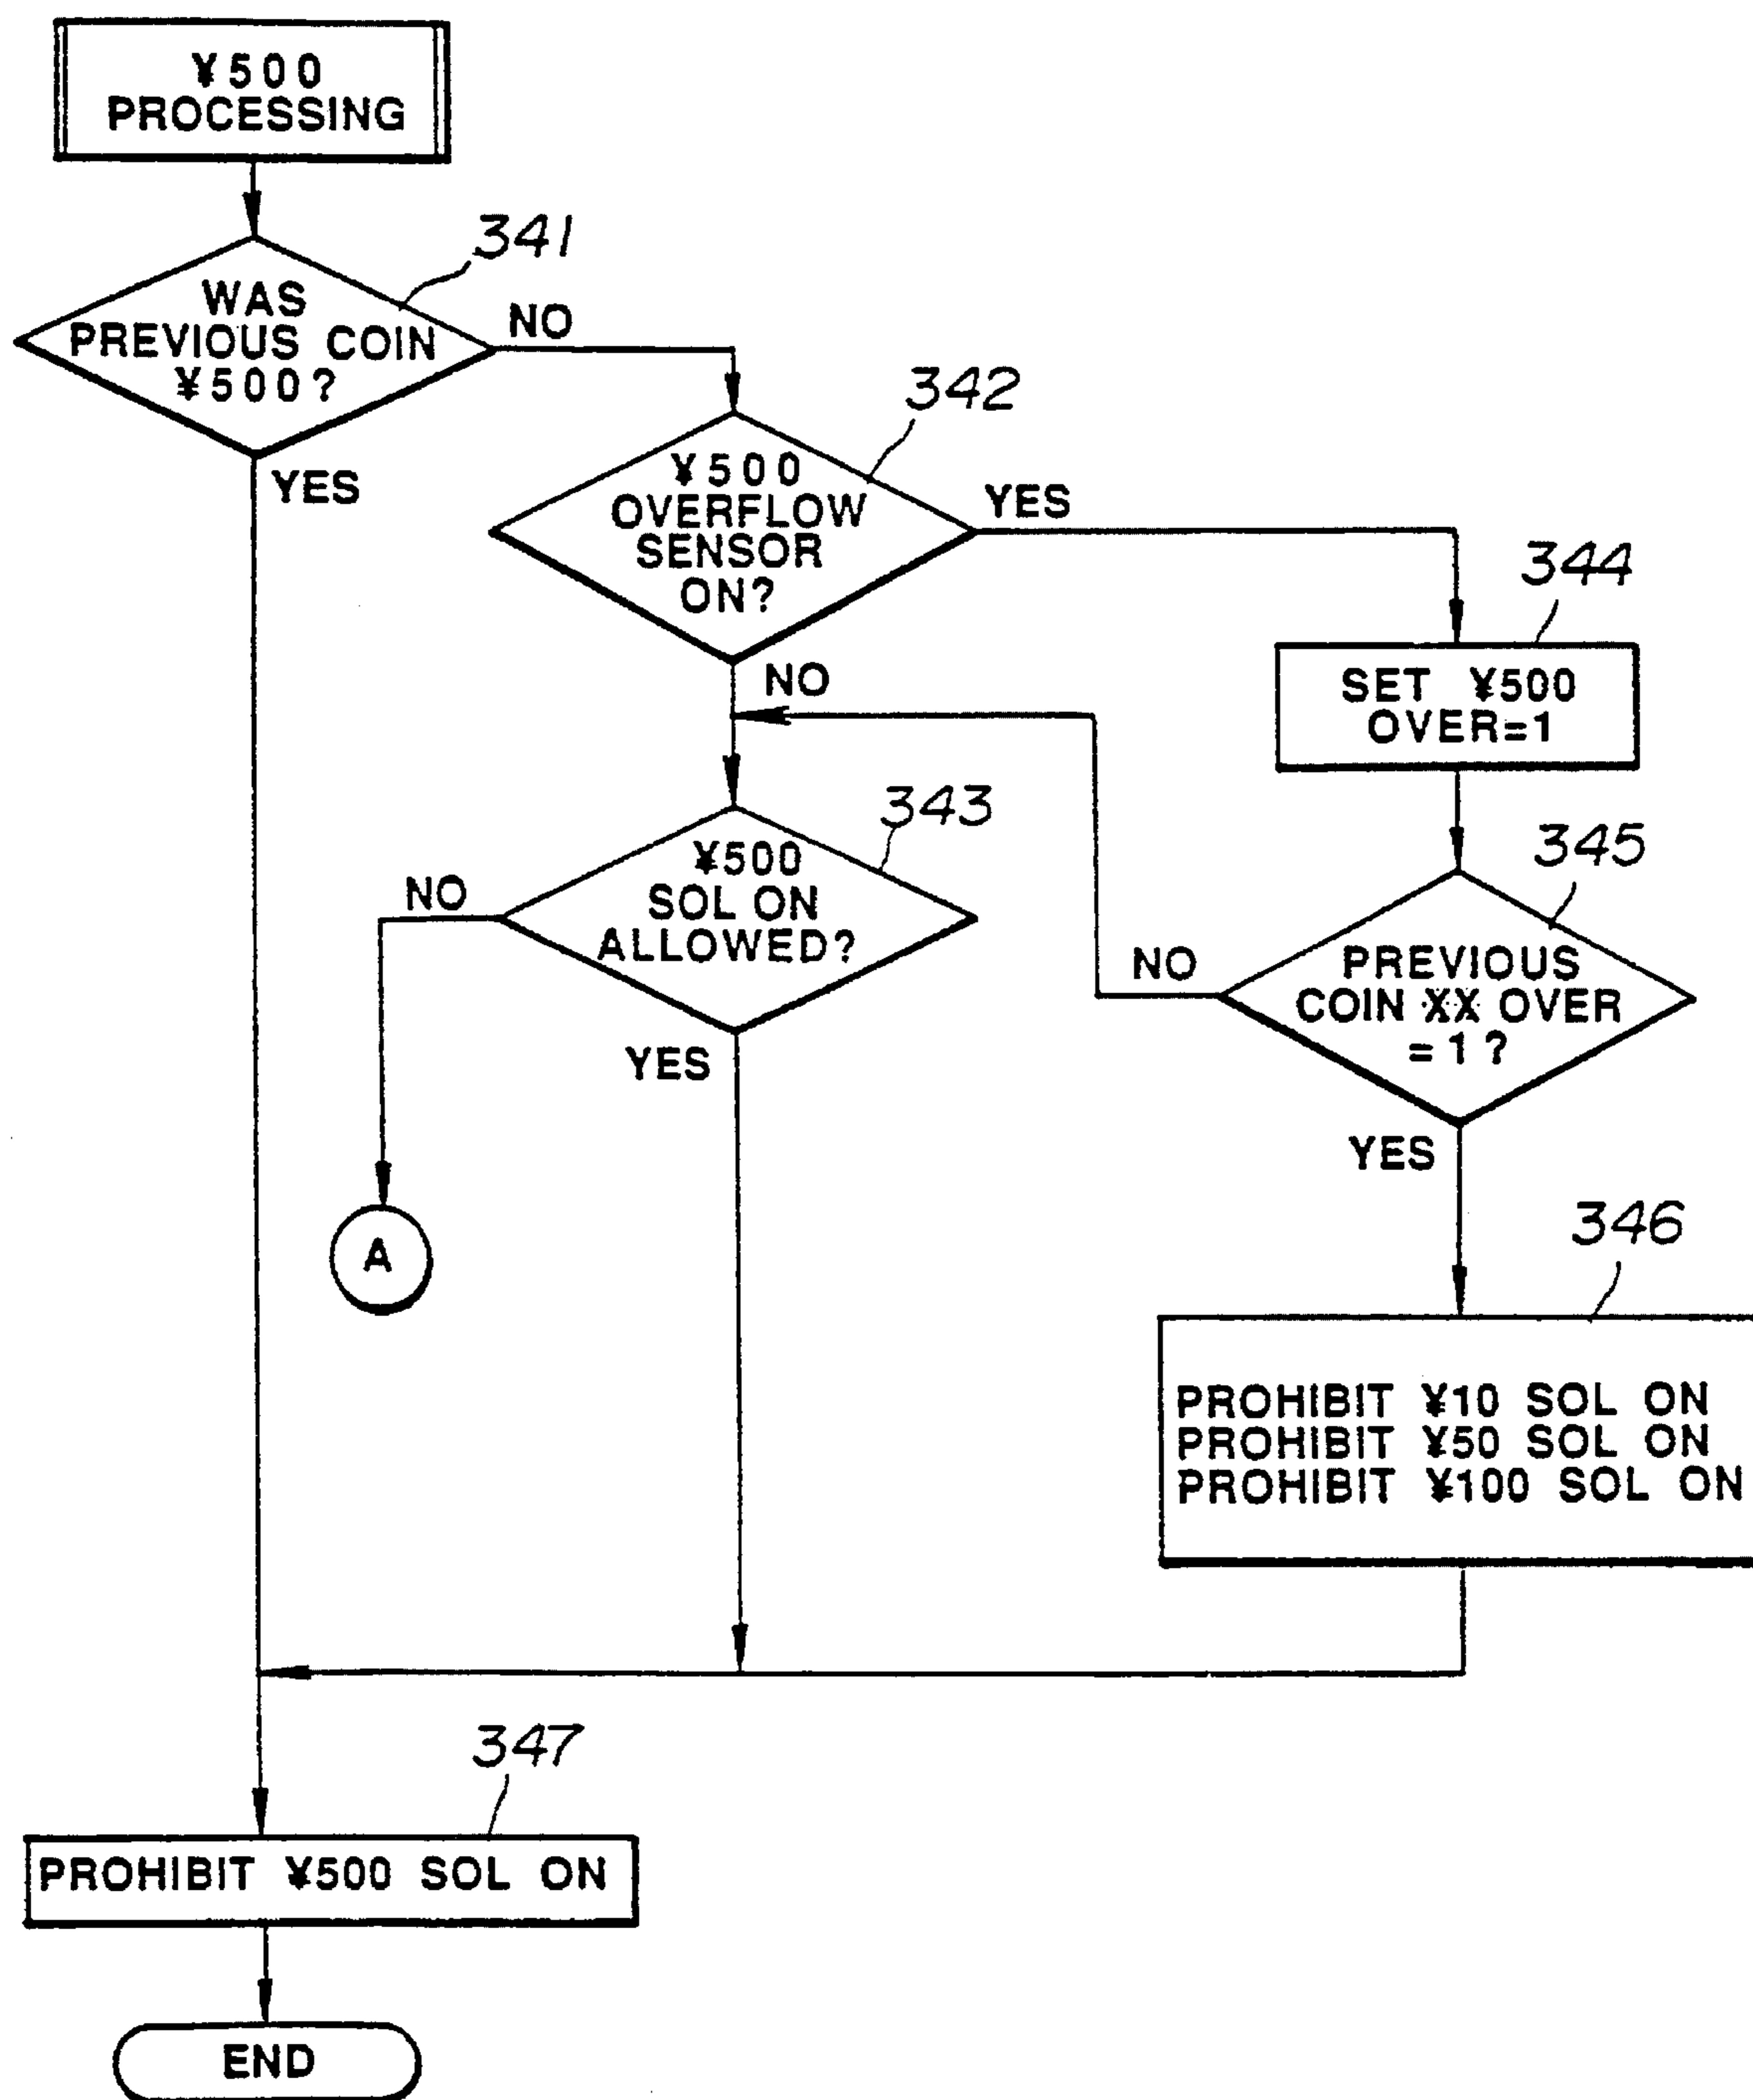 ¥500
PROCESSING
341
WAS
PREVIOUS COIN
¥500?
NO
YES
342
¥500
OVERFLOW
SENSOR
ON?
YES
NO
344
SET ¥500
OVER=1
343
¥500
SOL ON
ALLOWED?
NO
YES
345
PREVIOUS
COIN XX OVER
=1?
NO
YES
A
346
PROHIBIT ¥10 SOL ON
PROHIBIT ¥50 SOL ON
PROHIBIT ¥100 SOL ON
347
PROHIBIT ¥500 SOL ON
END